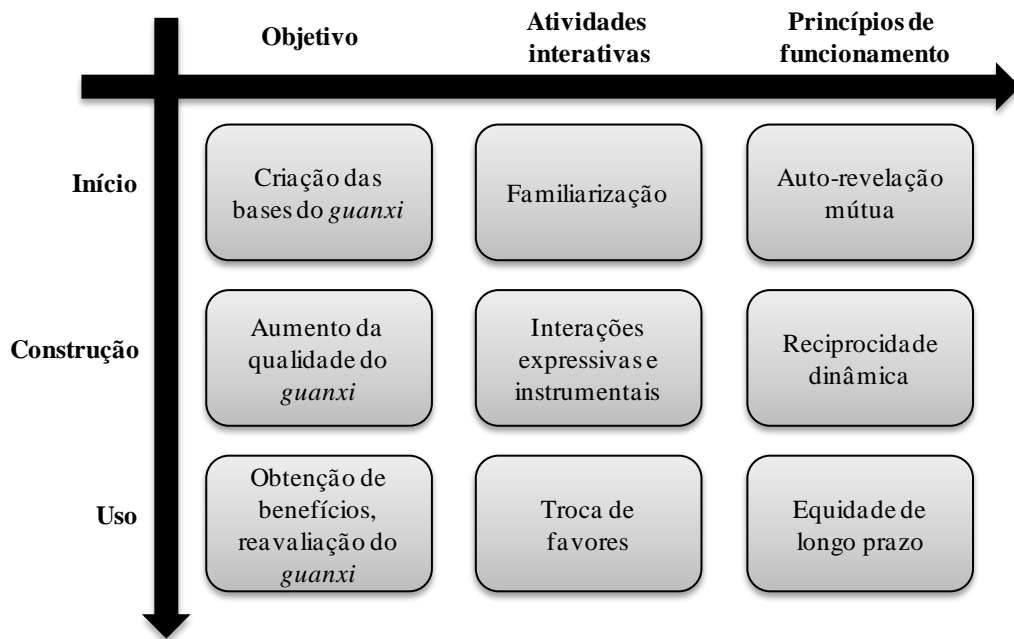 Objetivo
Atividades
interativas
Princípios de
funcionamento
Início
Criação das
bases do guanxi
Familiarização
Auto-revelação
mútua
Construção
Aumento da
qualidade do
guanxi
Interações
expressivas e
instrumentais
Reciprocidade
dinâmica
Uso
Obtenção de
benefícios,
reavaliação do
guanxi
Troca de
favores
Equidade de
longo prazo